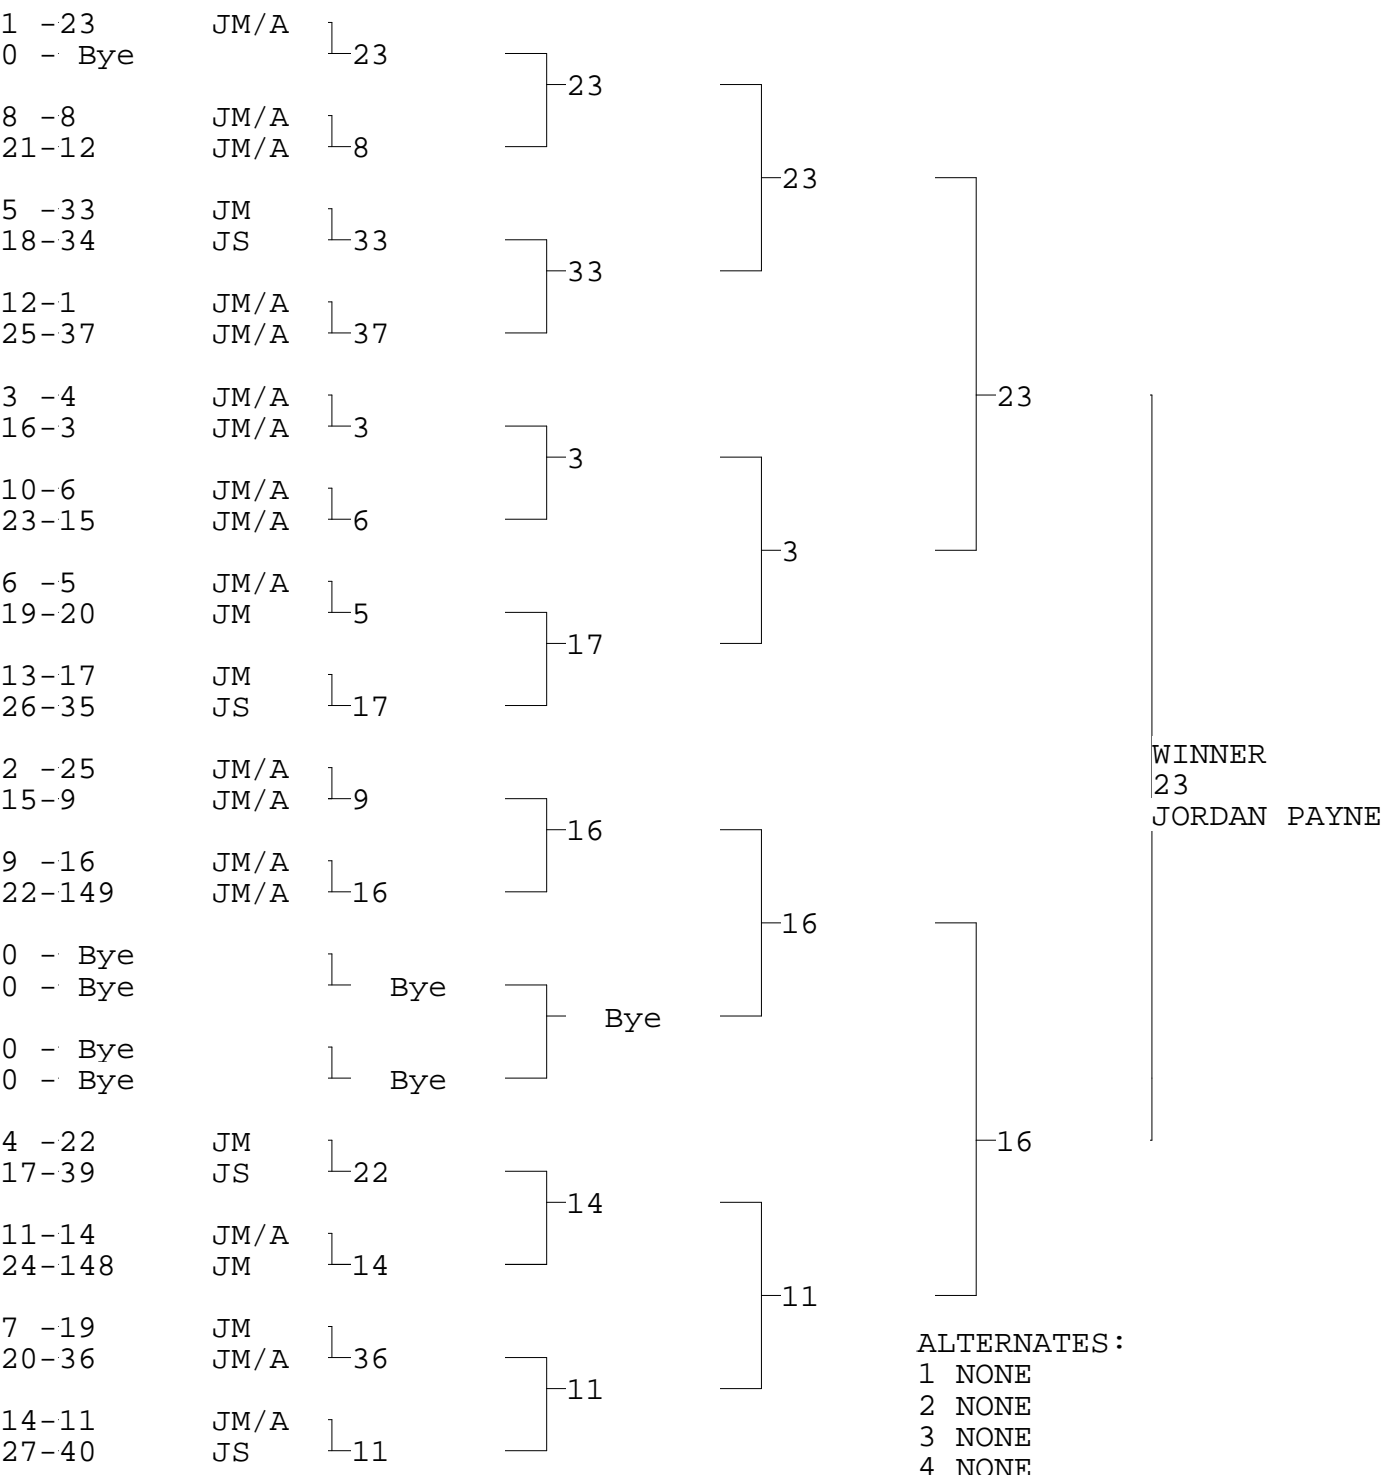 1 -23 JM/A
0 - Bye
23
23
8 -8 JM/A
21-12 JM/A
8
23
5 -33 JM
18-34 JS
33
33
12-1 JM/A
25-37 JM/A
37
23
3 -4 JM/A
16-3 JM/A
3
3
10-6 JM/A
23-15 JM/A
6
3
6 -5 JM/A
19-20 JM
5
17
13-17 JM
26-35 JS
17
WINNER
23
JORDAN PAYNE
2 -25 JM/A
15-9 JM/A
9
16
9 -16 JM/A
22-149 JM/A
16
16
0 - Bye
0 - Bye
Bye
Bye
0 - Bye
0 - Bye
Bye
16
4 -22 JM
17-39 JS
22
14
11-14 JM/A
24-148 JM
14
11
7 -19 JM
20-36 JM/A
36
11
14-11 JM/A
27-40 JS
11
ALTERNATES:
1 NONE
2 NONE
3 NONE
4 NONE